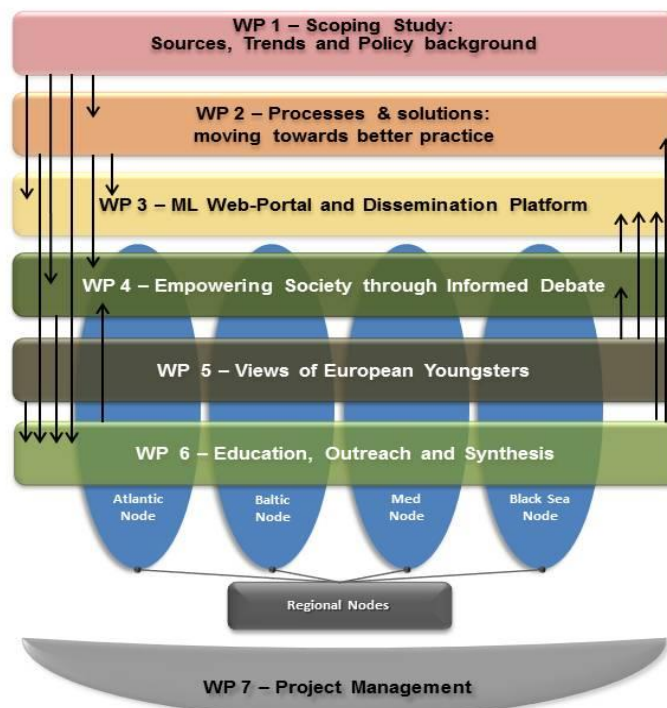 WP 1 – Scoping Study:
Sources, Trends and Policy background
WP 2 – Processes & solutions:
moving towards better practice
WP 3 – ML Web-Portal and Dissemination Platform
WP 4 – Empowering Society through Informed Debate
WP 5 – Views of European Youngsters
WP 6 – Education, Outreach and Synthesis
Atlantic Node
Baltic Node
Med Node
Black Sea Node
Regional Nodes
WP 7 – Project Management